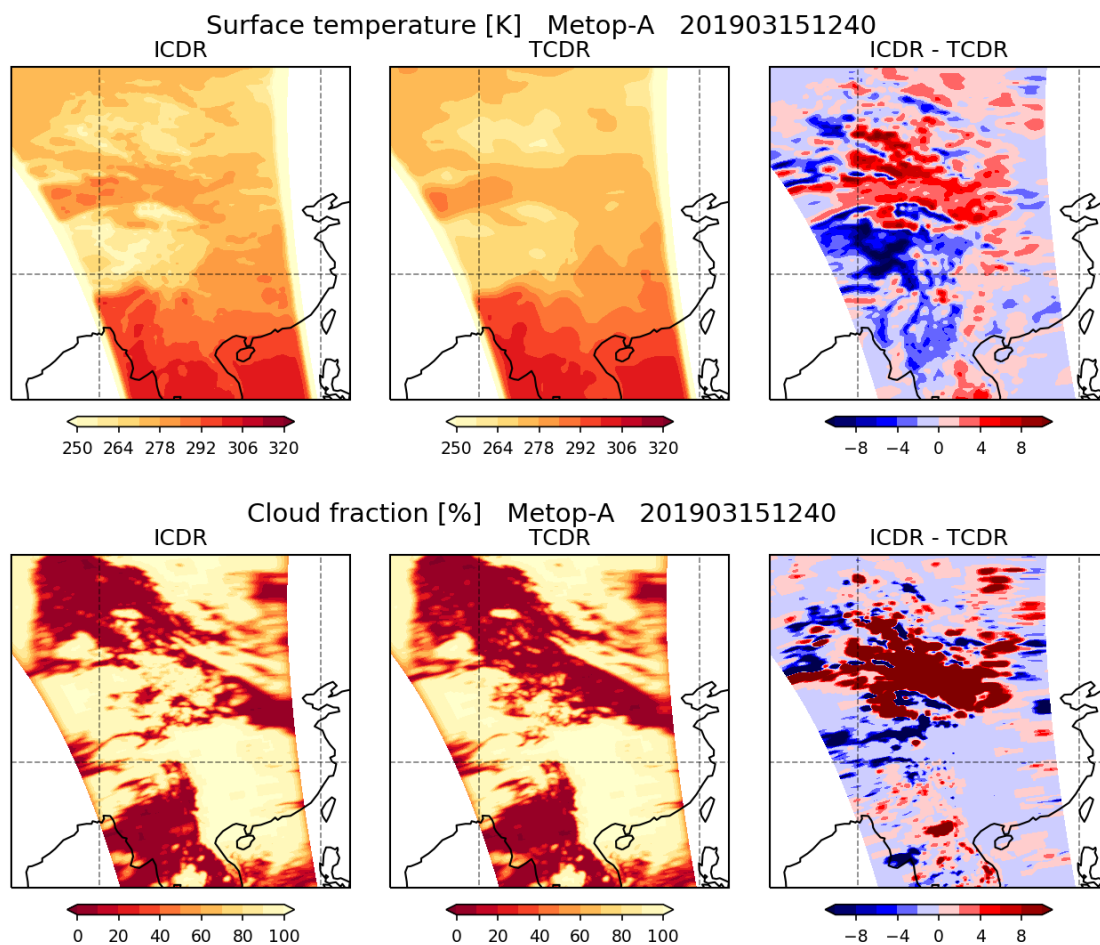 Surface temperature [K]   Metop-A   201903151240
ICDR TCDR ICDR - TCDR
250 264 278 292 306 320 250 264 278 292 306 320 −8 −4 0 4 8
Cloud fraction [%]   Metop-A   201903151240
ICDR TCDR ICDR - TCDR
0 20 40 60 80 100 0 20 40 60 80 100 −8 −4 0 4 8